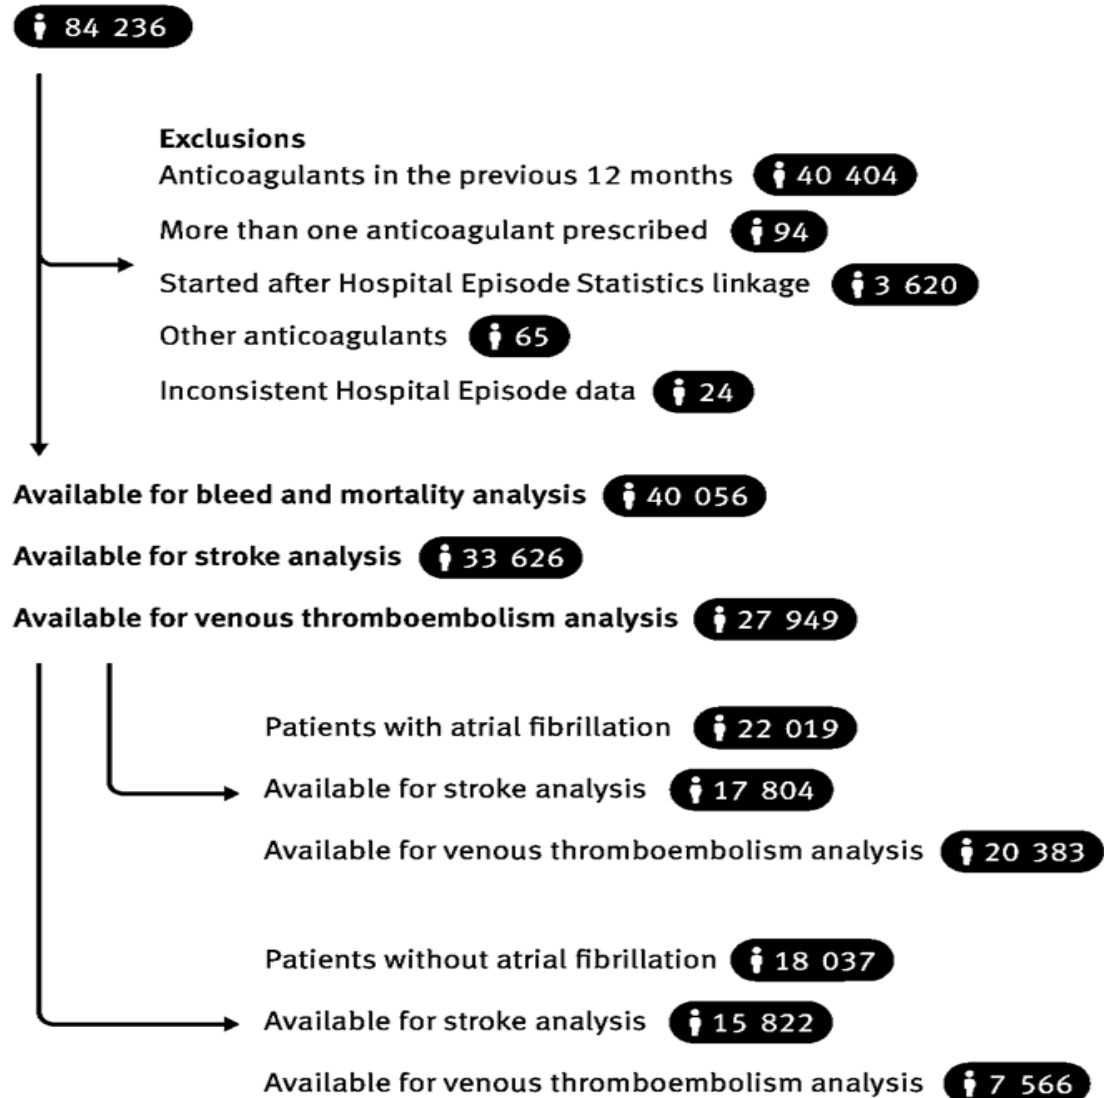 84 236
Exclusions
Anticoagulants in the previous 12 months 40 404
More than one anticoagulant prescribed 94
Started after Hospital Episode Statistics linkage 3 620
Other anticoagulants 65
Inconsistent Hospital Episode data 24
Available for bleed and mortality analysis 40 056
Available for stroke analysis 33 626
Available for venous thromboembolism analysis 27 949
Patients with atrial fibrillation 22 019
Available for stroke analysis 17 804
Available for venous thromboembolism analysis 20 383
Patients without atrial fibrillation 18 037
Available for stroke analysis 15 822
Available for venous thromboembolism analysis 7 566